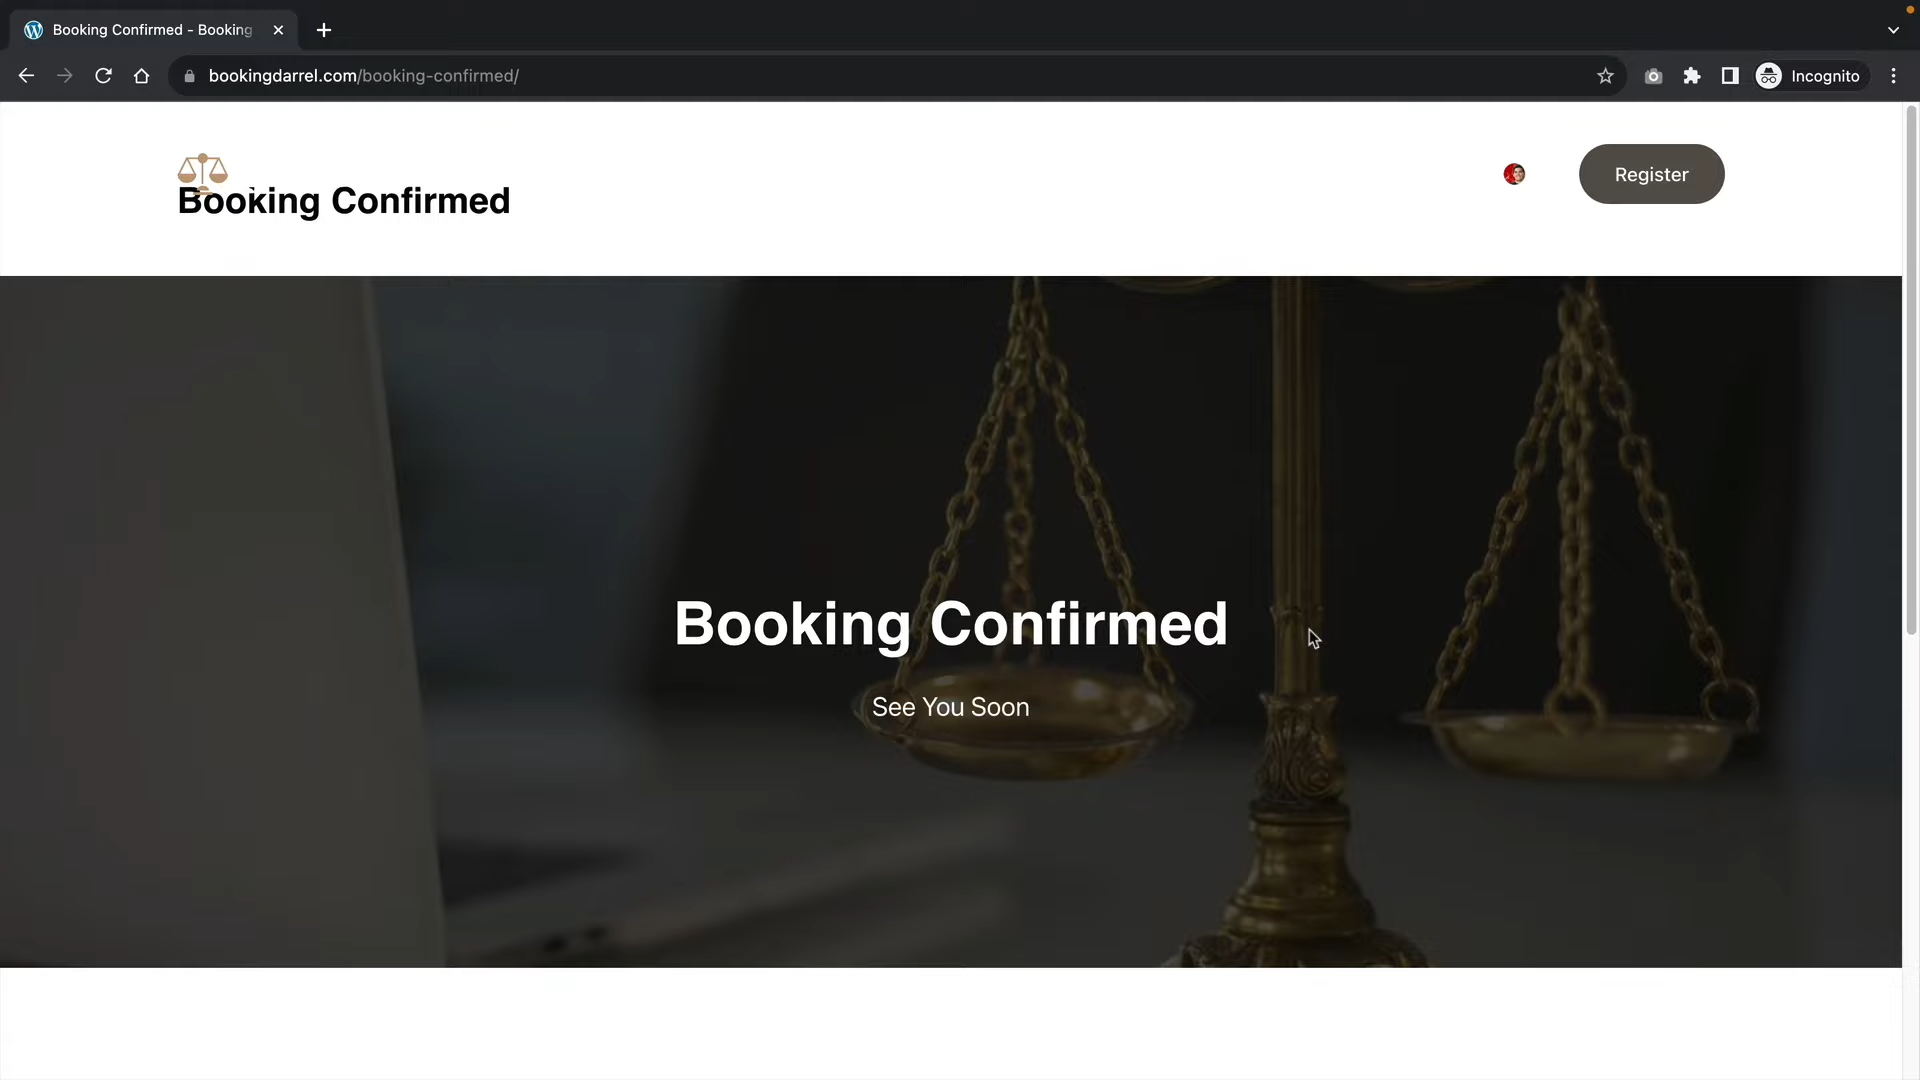 Booking Confirmed - Booking
bookingdarrel.com/booking-confirmed/
Incognito
Booking Confirmed
Register
Booking Confirmed
See You Soon